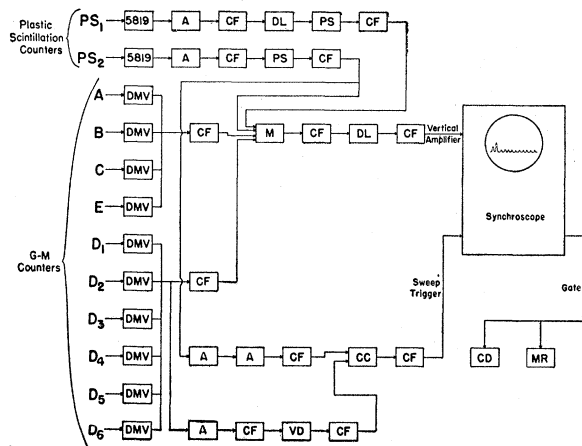 Plastic Scintillation Counters
PS1 5819 A CF DL PS CF
PS2 5819 A CF PS CF
G-M Counters
A DMV
B DMV CF M CF DL CF Vertical Amplifier
Synchroscope
C DMV
E DMV
D1 DMV
D2 DMV CF
Sweep Trigger
Gate
D3 DMV
D4 DMV A A CF CC CF
CD MR
D5 DMV
D6 DMV A CF VD CF